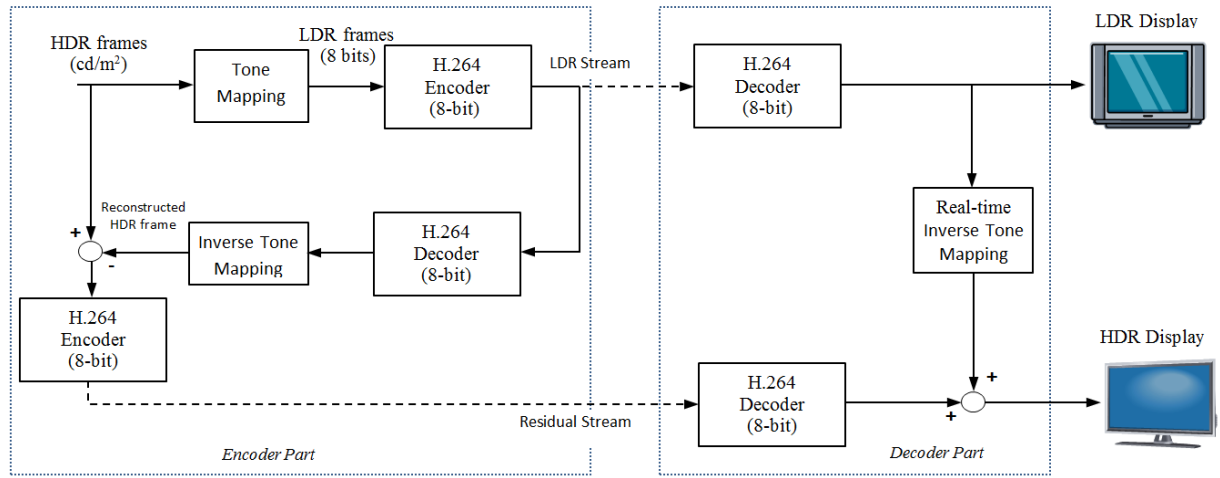 HDR frames
(cd/m²)
Tone
Mapping
LDR frames
(8 bits)
H.264
Encoder
(8-bit)
LDR Stream
H.264
Decoder
(8-bit)
LDR Display
Reconstructed
HDR frame
+
-
Inverse Tone
Mapping
H.264
Decoder
(8-bit)
Real-time
Inverse Tone
Mapping
H.264
Encoder
(8-bit)
Residual Stream
H.264
Decoder
(8-bit)
+
+
HDR Display
Encoder Part
Decoder Part